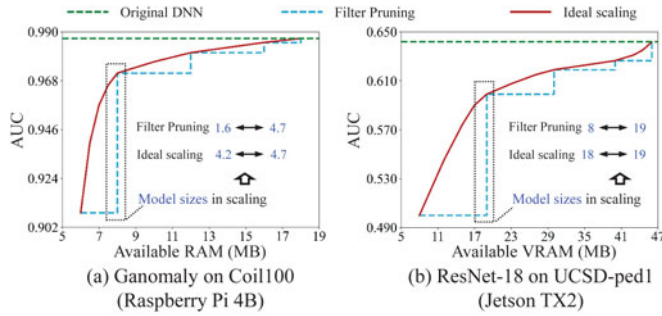 Original DNN Filter Pruning Ideal scaling
0.990
0.968
0.946
0.924
0.902
AUC
Filter Pruning 1.6 4.7
Ideal scaling 4.2 4.7
Model sizes in scaling
5 7 9 11 13 15 17 19
Available RAM (MB)
(a) Ganomaly on Coil100
(Raspberry Pi 4B)
0.650
0.610
0.570
0.530
0.490
AUC
Filter Pruning 8 19
Ideal scaling 18 19
Model sizes in scaling
5 11 17 23 29 35 41 47
Available VRAM (MB)
(b) ResNet-18 on UCSD-ped1
(Jetson TX2)